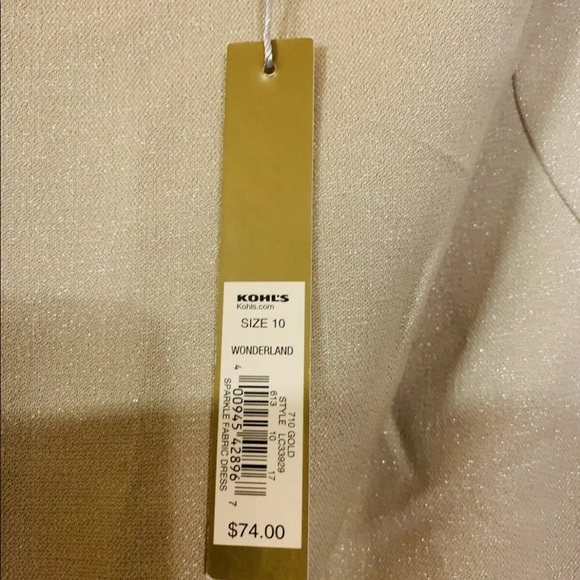 KOHL'S
Kohls.com
SIZE 10
WONDERLAND
710 GOLD
STYLE LC33929
613 10 17
4 00945 42896 7
SPARKLE FABRIC DRESS
$74.00